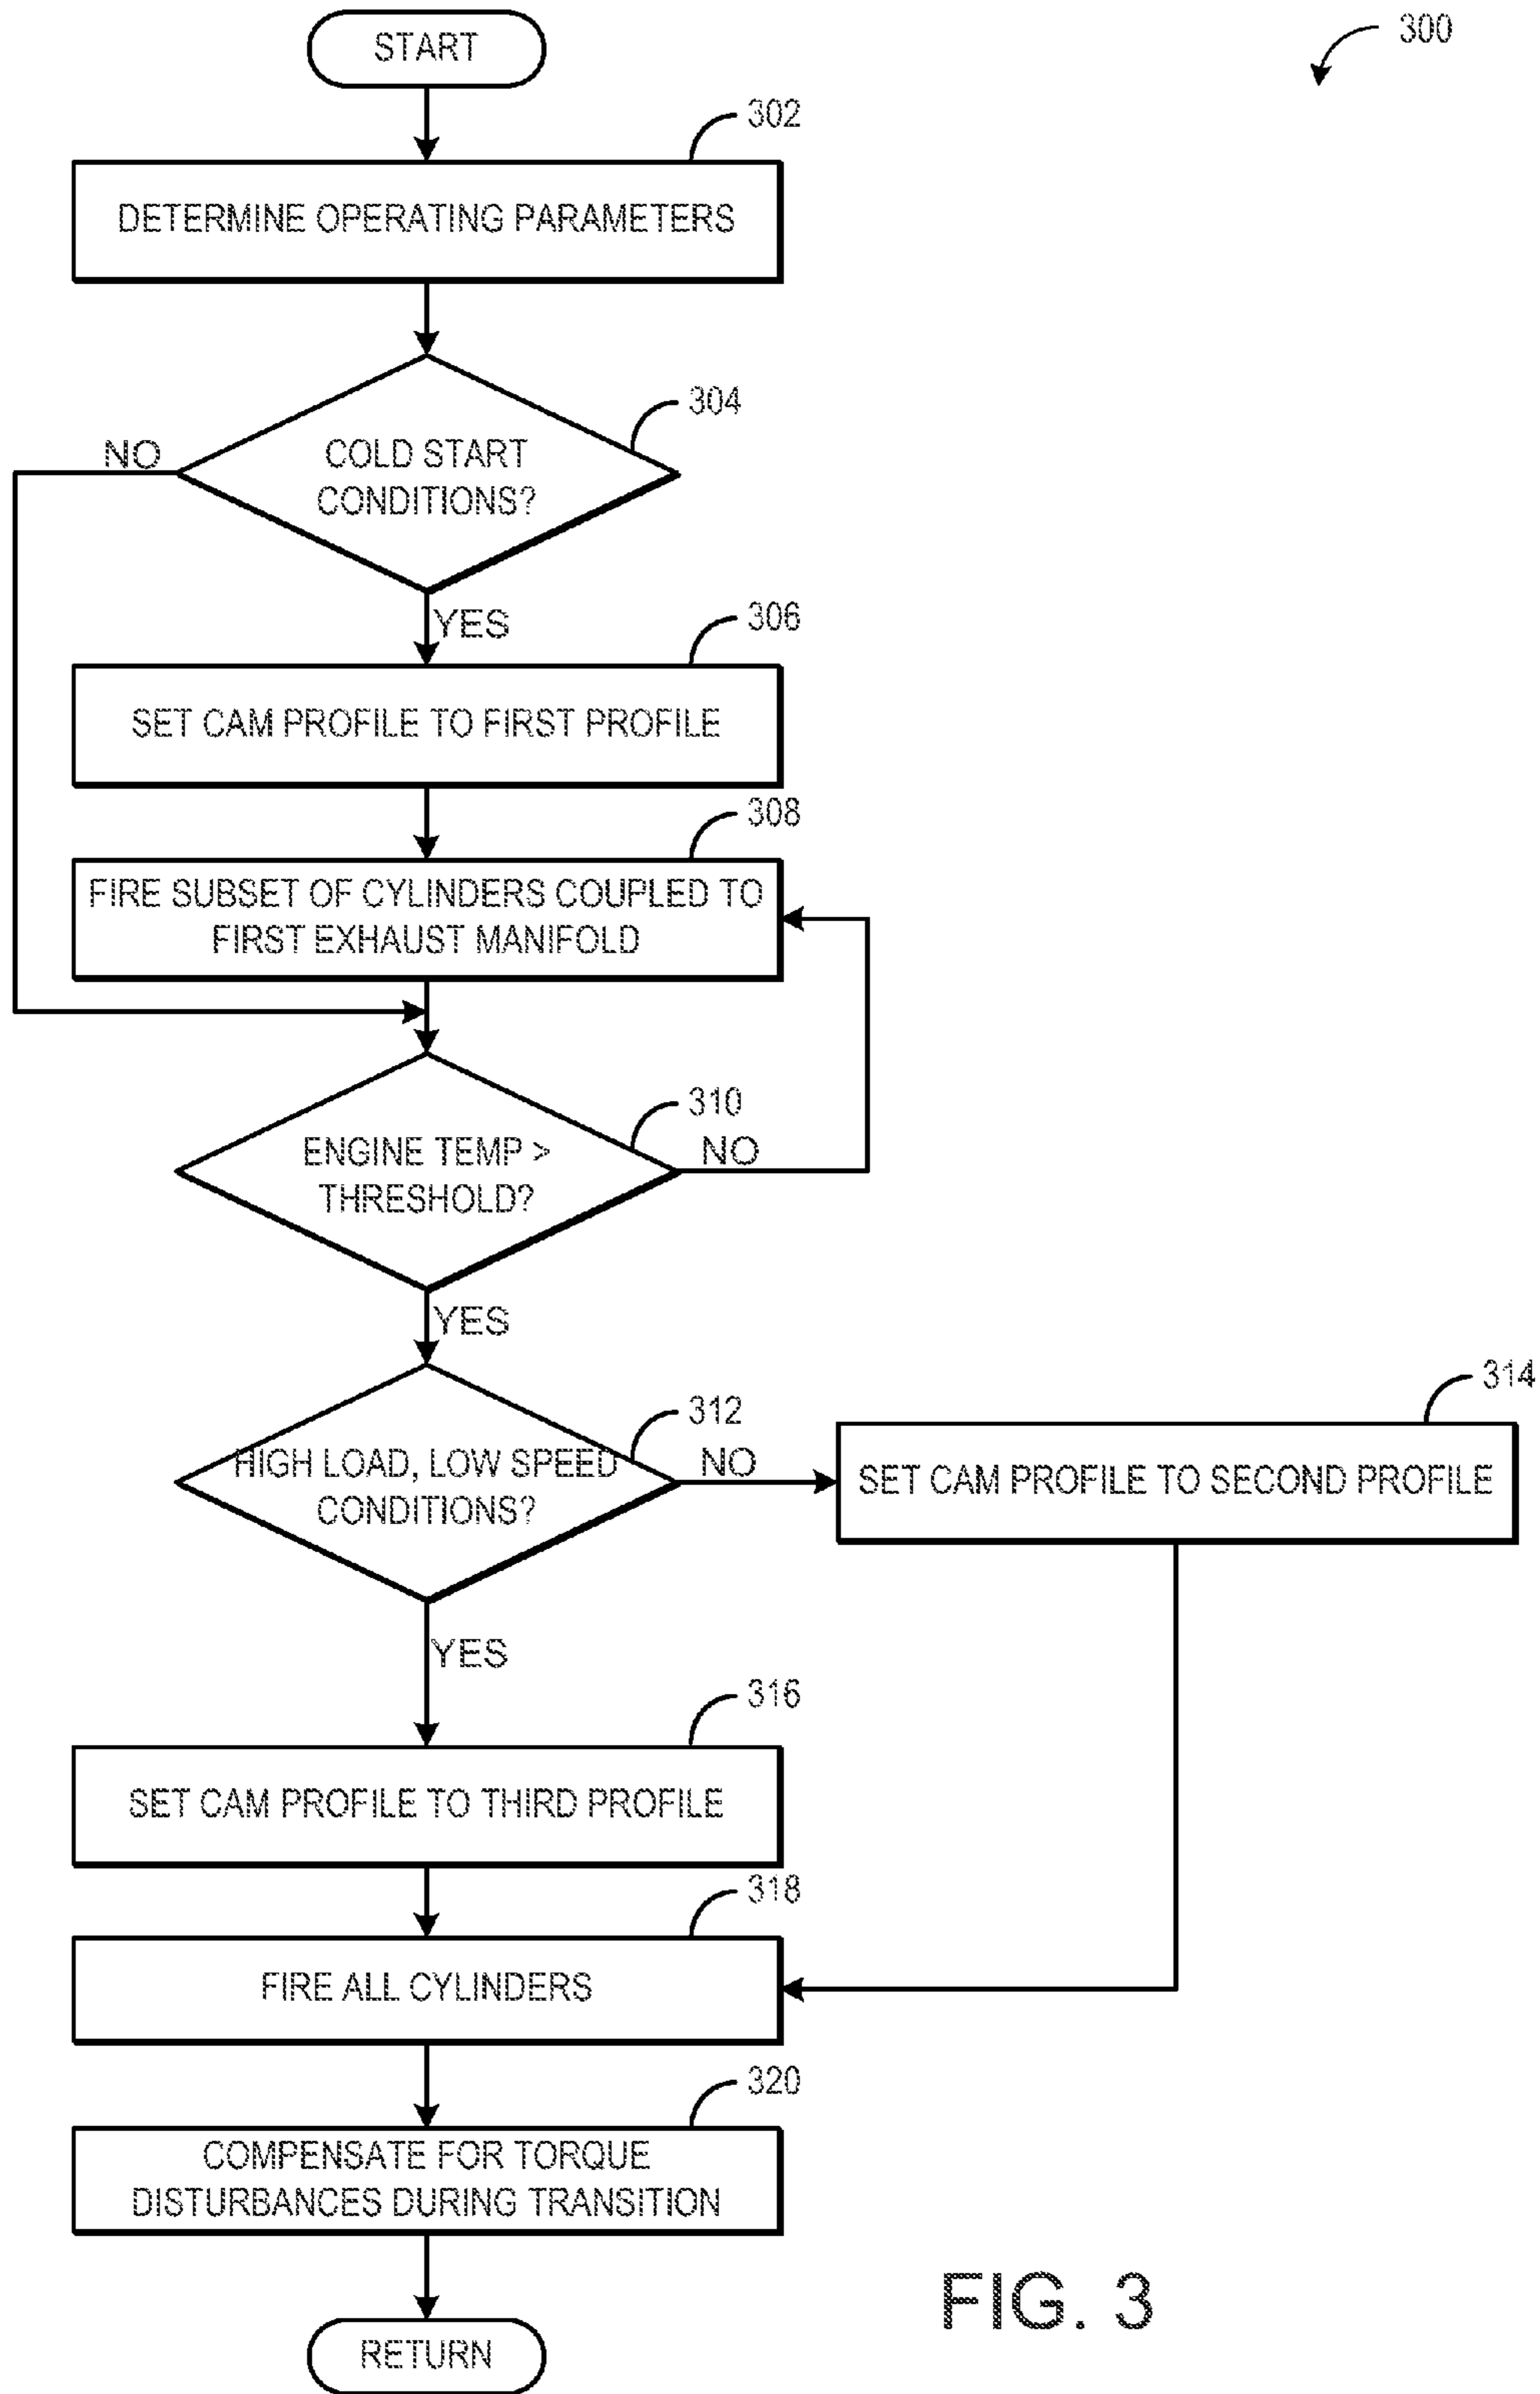 START
300
302
DETERMINE OPERATING PARAMETERS
304
NO
COLD START
CONDITIONS?
YES
306
SET CAM PROFILE TO FIRST PROFILE
308
FIRE SUBSET OF CYLINDERS COUPLED TO
FIRST EXHAUST MANIFOLD
310
ENGINE TEMP >
THRESHOLD?
NO
YES
312
HIGH LOAD, LOW SPEED
CONDITIONS?
NO
314
SET CAM PROFILE TO SECOND PROFILE
YES
316
SET CAM PROFILE TO THIRD PROFILE
318
FIRE ALL CYLINDERS
320
COMPENSATE FOR TORQUE
DISTURBANCES DURING TRANSITION
RETURN
FIG. 3